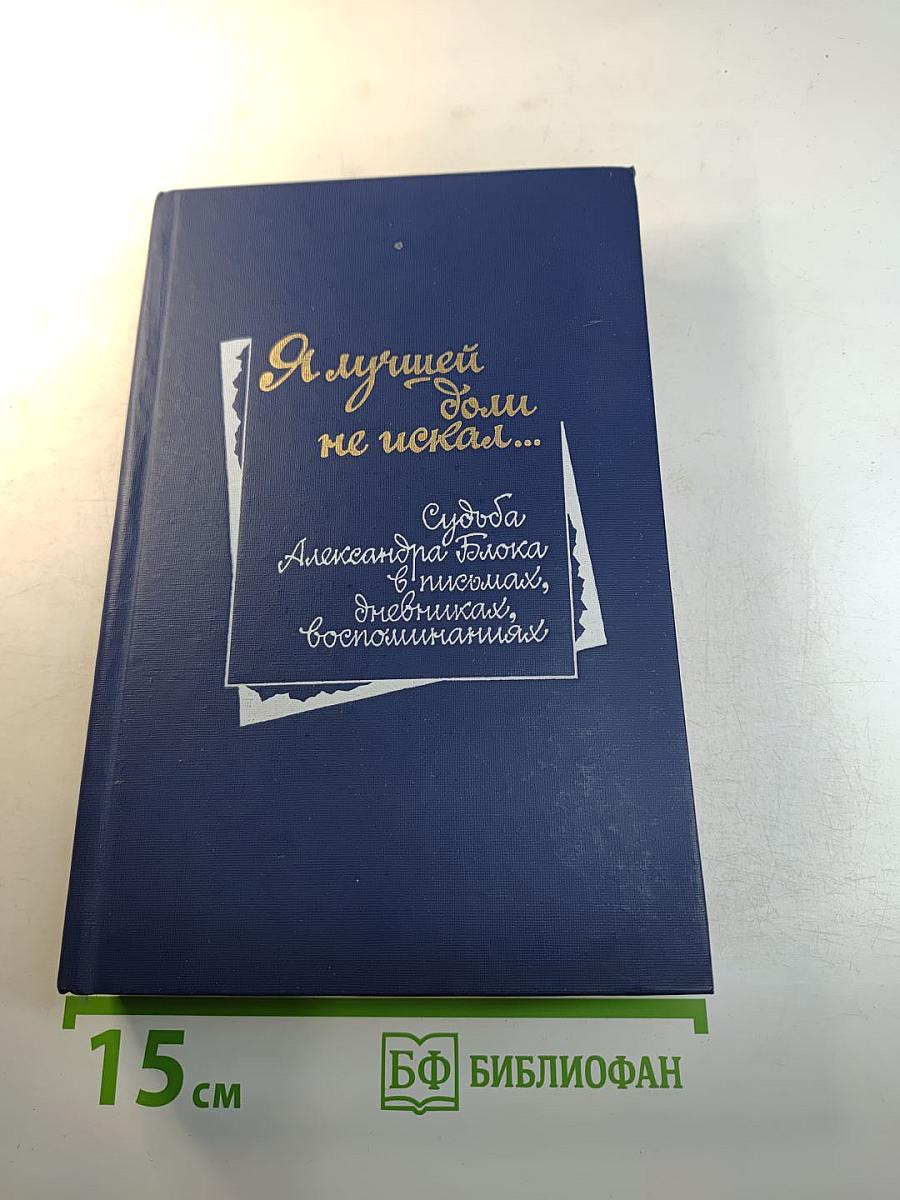 Я лучшей
доли
не искал...
Судьба
Александра Блока
в письмах,
дневниках,
воспоминаниях
15 см
БФ БИБЛИОФАН